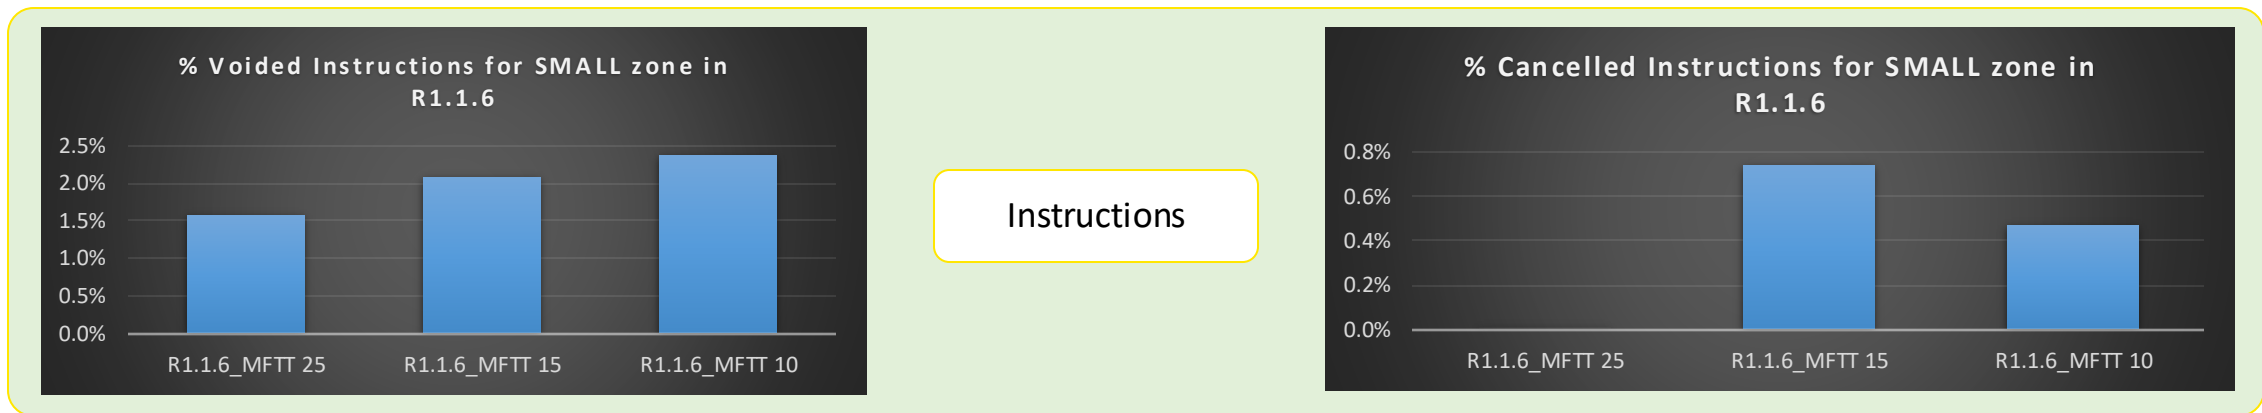 % Voided Instructions for SMALL zone in
R1.1.6
2.5%
2.0%
1.5%
1.0%
0.5%
0.0%
R1.1.6_MFTT 25 R1.1.6_MFTT 15 R1.1.6_MFTT 10
Instructions
% Cancelled Instructions for SMALL zone in
R1.1.6
0.8%
0.6%
0.4%
0.2%
0.0%
R1.1.6_MFTT 25 R1.1.6_MFTT 15 R1.1.6_MFTT 10